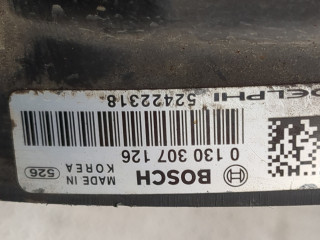 BOSCH
0 130 307 126
MADE IN
KOREA
526
DELPHI 52422318